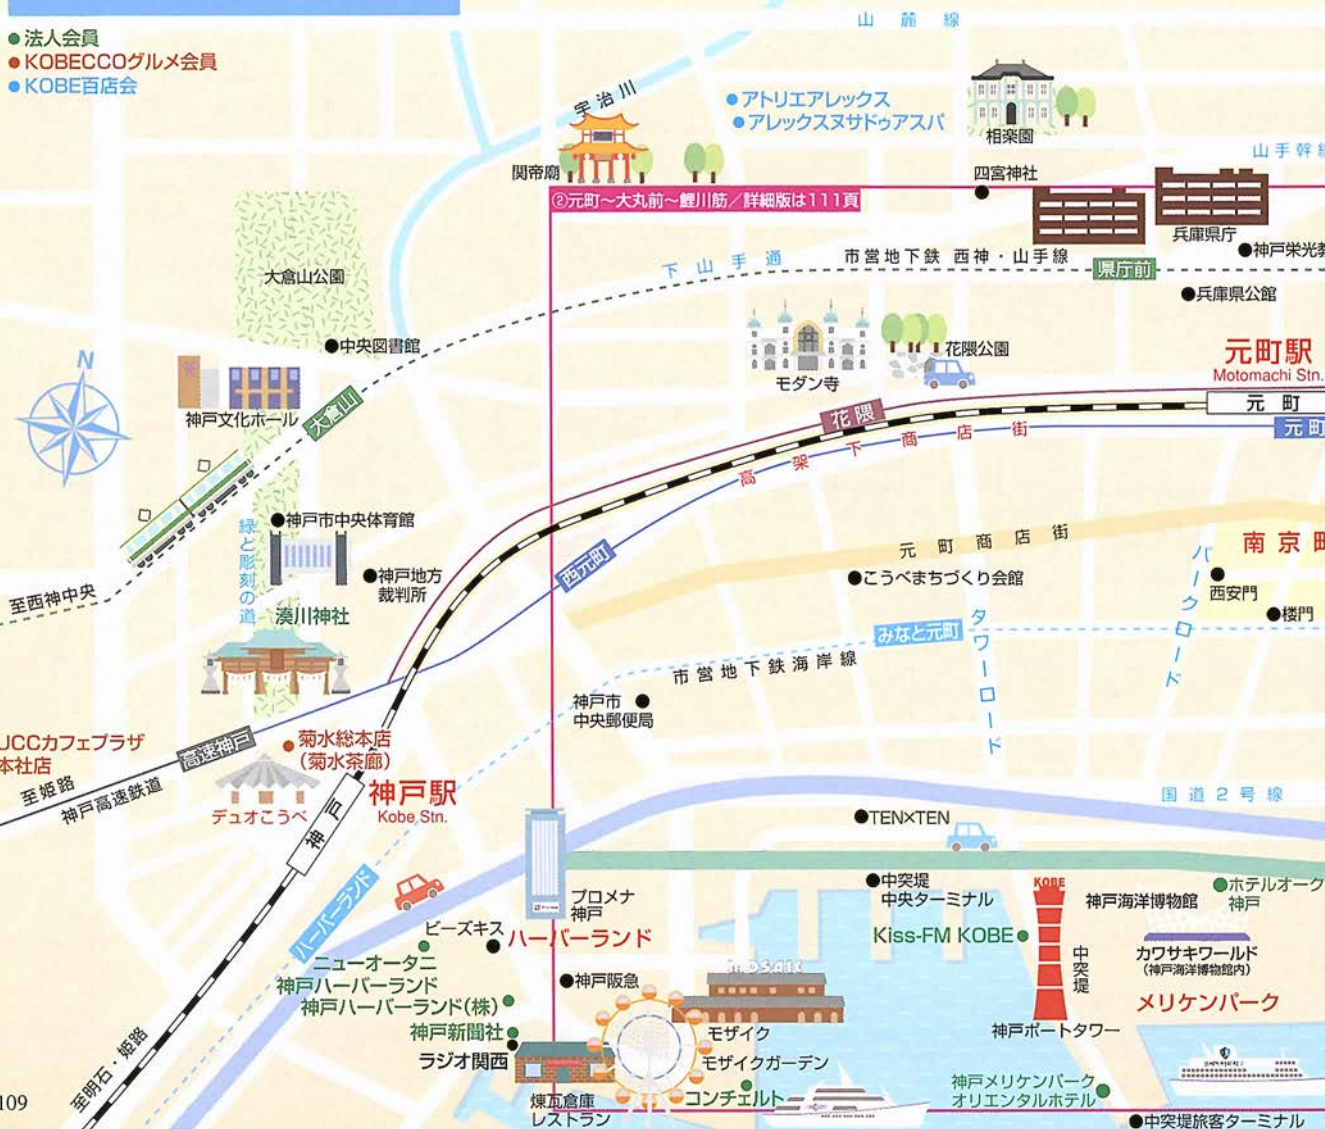 法人会員
KOBECCOグルメ会員
KOBE百店会
山麓線
宇治川
アトリエアレックス
アレックスヌサドゥアスパ
相楽園
山手幹線
関帝廟
四宮神社
②元町〜大丸前〜鯉川筋／詳細版は111頁
兵庫県庁
神戸栄光教
大倉山公園
下山手通
市営地下鉄 西神・山手線
県庁前
兵庫県公館
中央図書館
N
モダン寺
花隈公園
元町駅
Motomachi Stn.
元町
元町
神戸文化ホール
大倉山
花隈
高架下商店街
緑と彫刻の道
神戸市中央体育館
元町商店街
パークロード
南京町
西元町
神戸地方
裁判所
こうべまちづくり会館
西安門
至西神中央
湊川神社
楼門
みなと元町
タワーロード
市営地下鉄海岸線
神戸市
中央郵便局
UCCカフェプラザ
本社店
高速神戸
菊水総本店
（菊水茶廊）
至姫路
神戸高速鉄道
デュオこうべ
神戸駅
Kobe Stn.
神戸
国道2号線
TEN×TEN
ハーバーランド
プロメナ
神戸
中突堤
中央ターミナル
KOBE
神戸海洋博物館
ホテルオーク
神戸
ビーズキス
ハーバーランド
Kiss-FM KOBE
中突堤
カワサキワールド
（神戸海洋博物館内）
ニューオータニ
神戸ハーバーランド
神戸阪急
MOSAIC
神戸ハーバーランド(株)
メリケンパーク
神戸新聞社
モザイク
神戸ポートタワー
ラジオ関西
モザイクガーデン
至明石・姫路
煉瓦倉庫
レストラン
コンチェルト
神戸メリケンパーク
オリエンタルホテル
中突堤旅客ターミナル
109